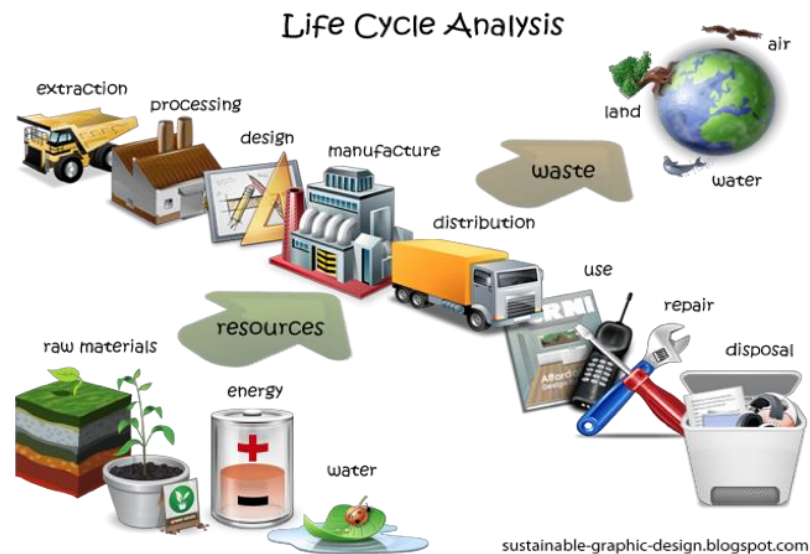 Life Cycle Analysis
air
land
water
extraction
processing
design
manufacture
distribution
use
repair
disposal
waste
resources
raw materials
energy
water
sustainable-graphic-design.blogspot.com